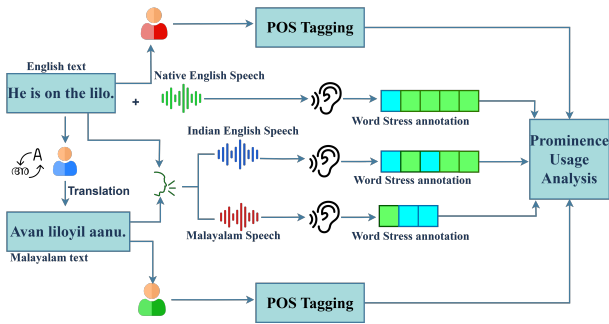 POS Tagging
English text
He is on the lilo.
+
Native English Speech
Word Stress annotation
Indian English Speech
Word Stress annotation
Prominence
Usage
Analysis
അ A
Translation
Avan liloyil aanu.
Malayalam text
Malayalam Speech
Word Stress annotation
POS Tagging